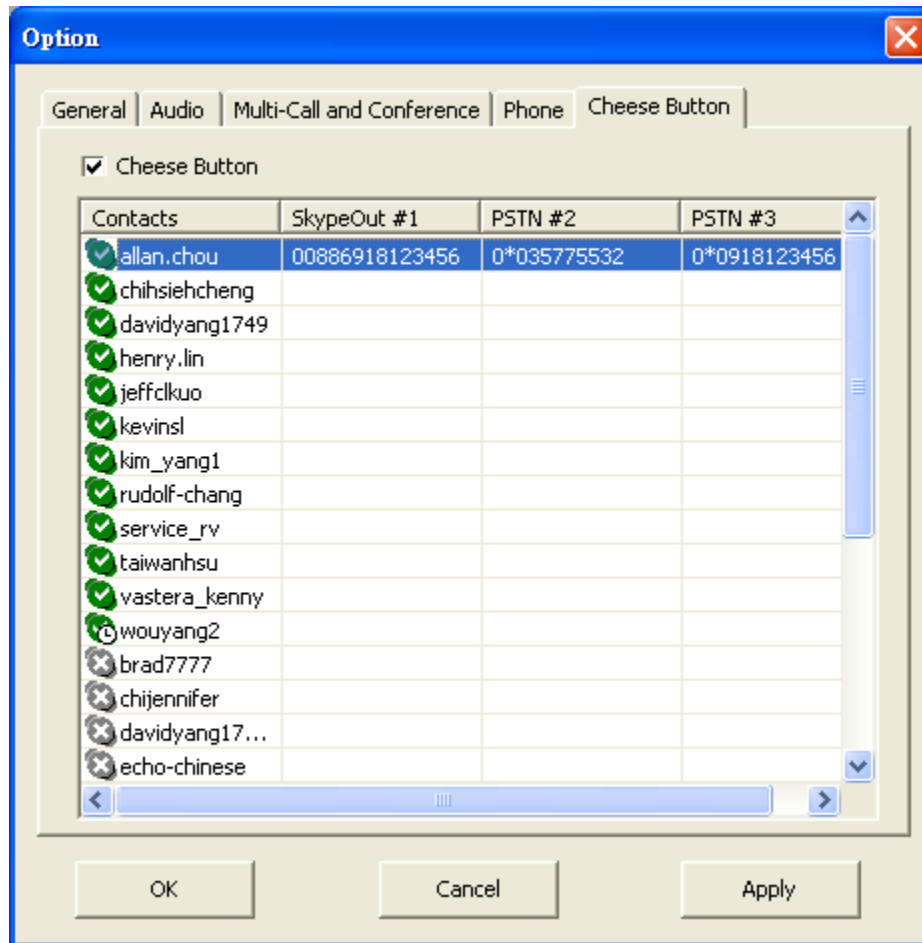 Option
General Audio Multi-Call and Conference Phone Cheese Button
Cheese Button
Contacts SkypeOut #1 PSTN #2 PSTN #3
allan.chou 00886918123456 0*035775532 0*0918123456
chihsiehcheng
davidyang1749
henry.lin
jeffclkuo
kevinsl
kim_yang1
rudolf-chang
service_rv
taiwanhsu
vastera_kenny
wouyang2
brad7777
chijennifer
davidyang17...
echo-chinese
OK Cancel Apply